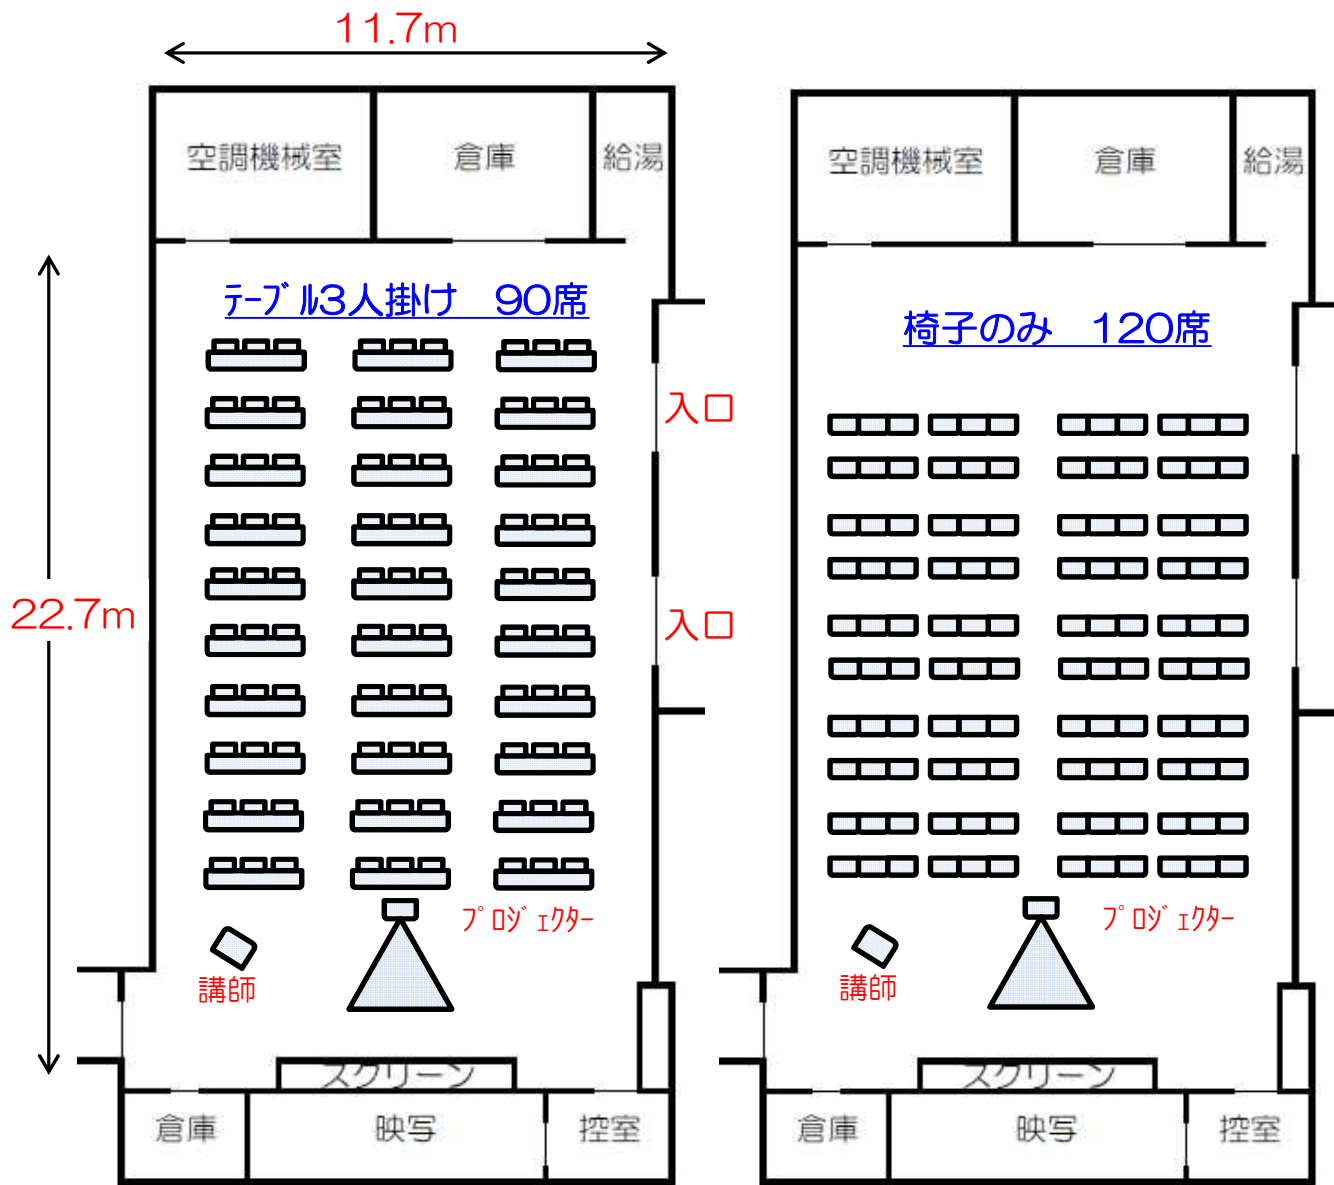 11.7m
空調機械室
倉庫
給湯
テーブル3人掛け　90席
入口
22.7m
入口
プロジェクター
講師
スクリーン
倉庫
映写
控室
空調機械室
倉庫
給湯
椅子のみ　120席
プロジェクター
講師
スクリーン
倉庫
映写
控室